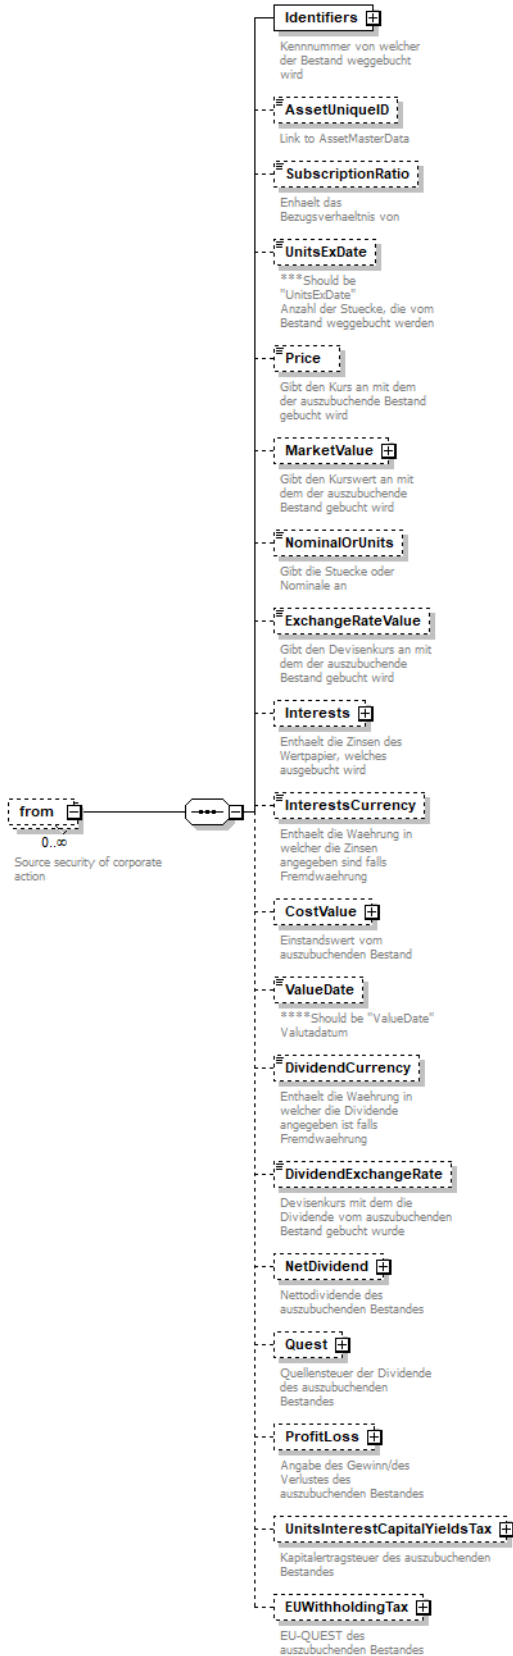 Identifiers
Kennnummer von welcher
der Bestand weggebucht
wird
AssetUniqueID
Link to AssetMasterData
SubscriptionRatio
Enhaelt das
Bezugsverhaeltnis von
UnitsExDate
***Should be
"UnitsExDate"
Anzahl der Stuecke, die vom
Bestand weggebucht werden
Price
Gibt den Kurs an mit dem
der auszubuchende Bestand
gebucht wird
MarketValue
Gibt den Kurswert an mit
dem der auszubuchende
Bestand gebucht wird
NominalOrUnits
Gibt die Stuecke oder
Nominale an
ExchangeRateValue
Gibt den Devisenkurs an mit
dem der auszubuchende
Bestand gebucht wird
Interests
Enthaelt die Zinsen des
Wertpapier, welches
ausgebucht wird
from
0..∞
Source security of corporate
action
InterestsCurrency
Enthaelt die Waehrung in
welcher die Zinsen
angegeben sind falls
Fremdwaehrung
CostValue
Einstandswert vom
auszubuchenden Bestand
ValueDate
****Should be "ValueDate"
Valutadatum
DividendCurrency
Enthaelt die Waehrung in
welcher die Dividende
angegeben ist falls
Fremdwaehrung
DividendExchangeRate
Devisenkurs mit dem die
Dividende vom auszubuchenden
Bestand gebucht wurde
NetDividend
Nettodividende des
auszubuchenden Bestandes
Quest
Quellensteuer der Dividende
des auszubuchenden
Bestandes
ProfitLoss
Angabe des Gewinn/des
Verlustes des
auszubuchenden Bestandes
UnitsInterestCapitalYieldsTax
Kapitalertragsteuer des auszubuchenden
Bestandes
EUWithholdingTax
EU-QUEST des
auszubuchenden Bestandes